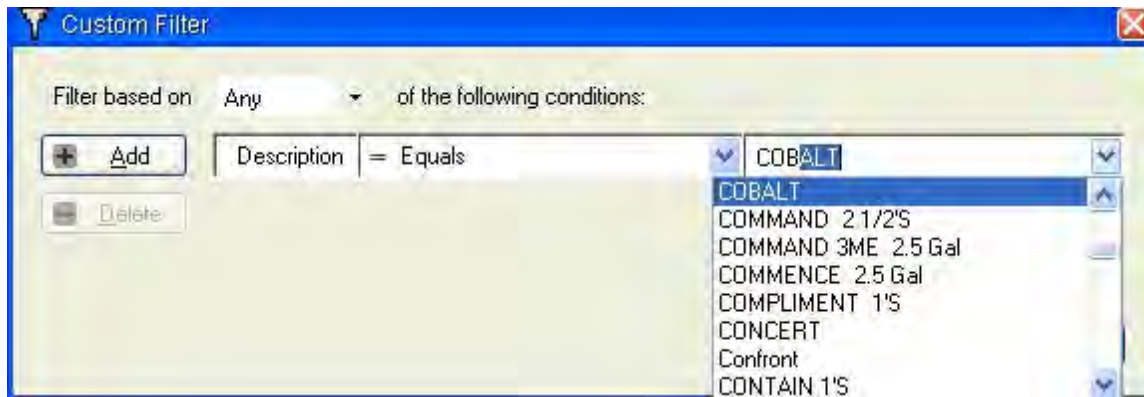 Custom Filter
Filter based on Any of the following conditions:
Add Description = Equals COBALT
Delete COBALT
COMMAND 2 1/2'S
COMMAND 3ME 2.5 Gal
COMMENCE 2.5 Gal
COMPLIMENT 1'S
CONCERT
Confront
CONTAIN 1'S